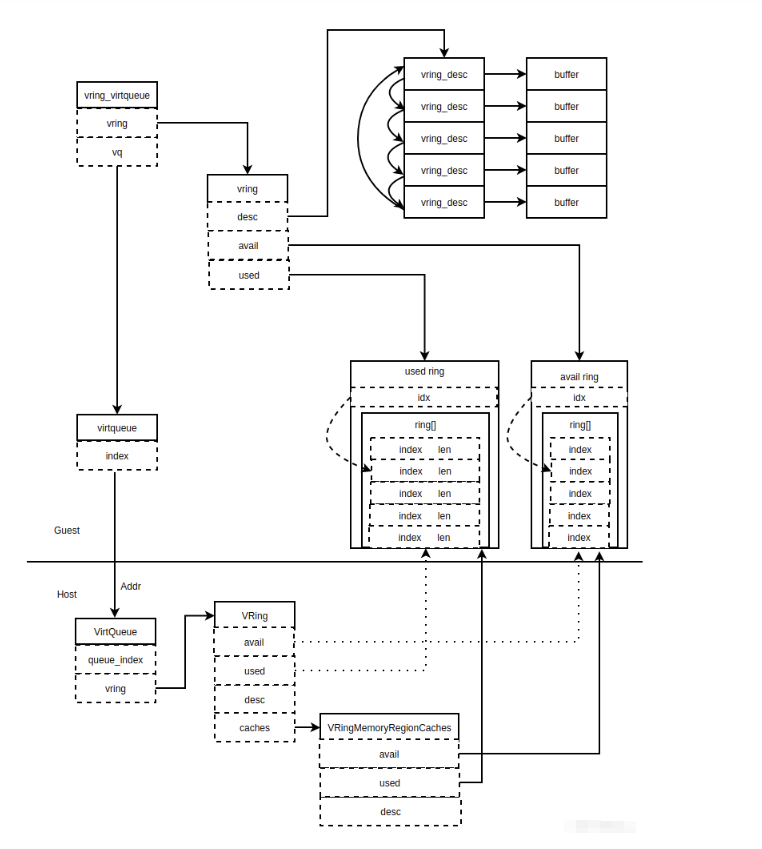 vring_virtqueue
vring
vq
vring
desc
avail
used
vring_desc buffer
vring_desc buffer
vring_desc buffer
vring_desc buffer
vring_desc buffer
used ring
idx
ring[]
index len
index len
index len
index len
index len
avail ring
idx
ring[]
index
index
index
index
index
virtqueue
index
Guest
Host
Addr
VirtQueue
queue_index
vring
VRing
avail
used
desc
caches
VRingMemoryRegionCaches
avail
used
desc